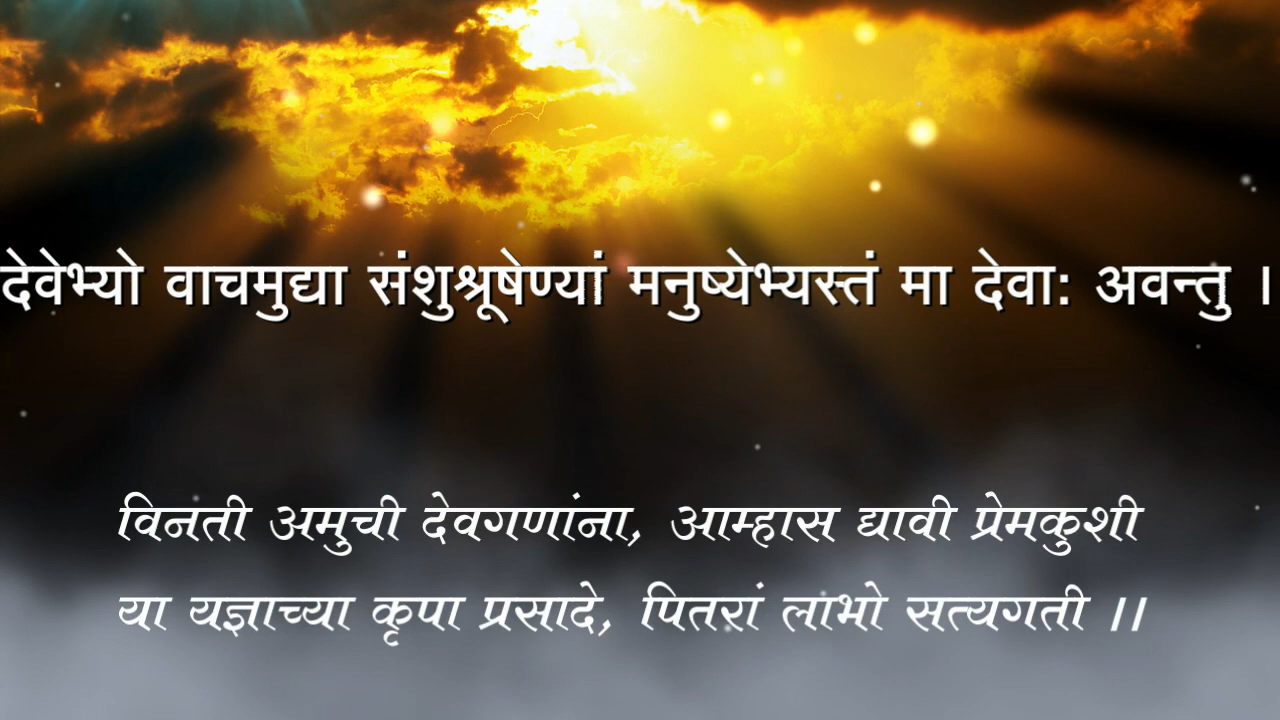 देवेभ्यो वाचमुद्या संशुश्रूषेण्यां मनुष्येभ्यस्तं मा देवाः अवन्तु ।
विनती अमुची देवगणांना, आम्हास द्यावी प्रेमकुशी
या यज्ञाच्या कृपा प्रसादे, पितरां लाभो सत्यगती ।।